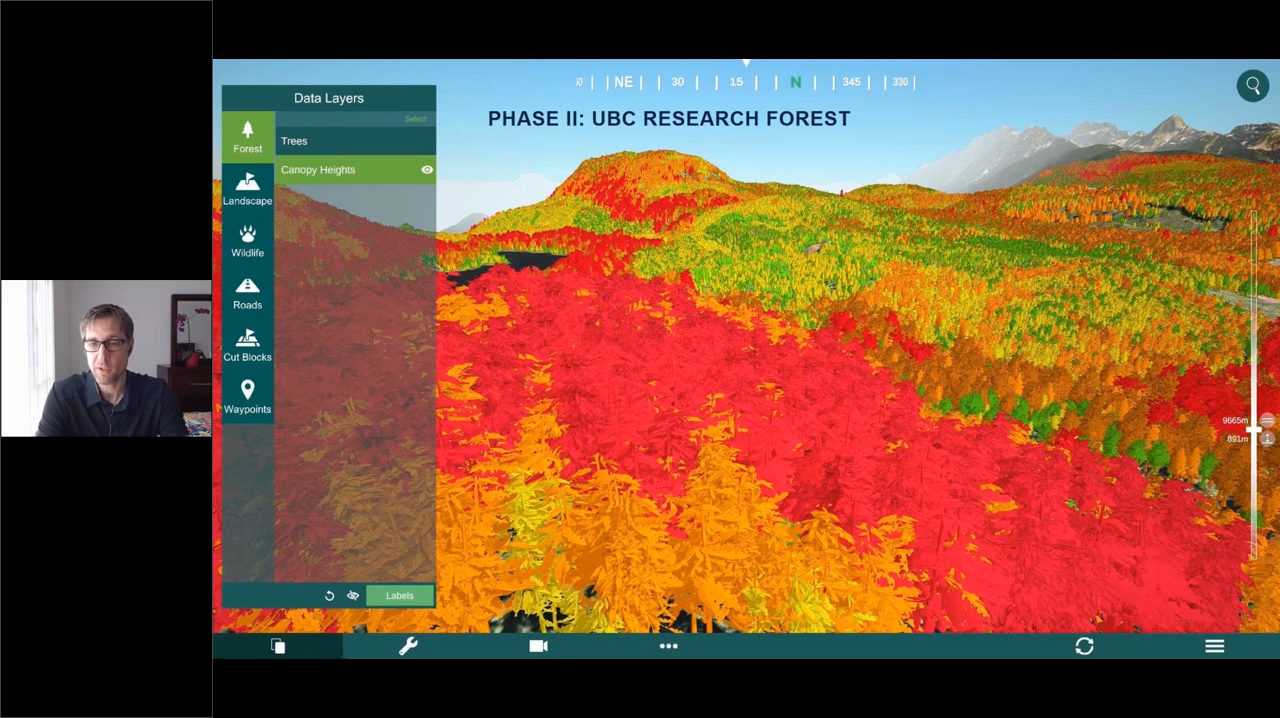 NE 30 15 N 345 330
PHASE II: UBC RESEARCH FOREST
Data Layers
Select
Forest
Trees
Canopy Heights
Landscape
Wildlife
Roads
Cut Blocks
Waypoints
Labels
9665m
891m